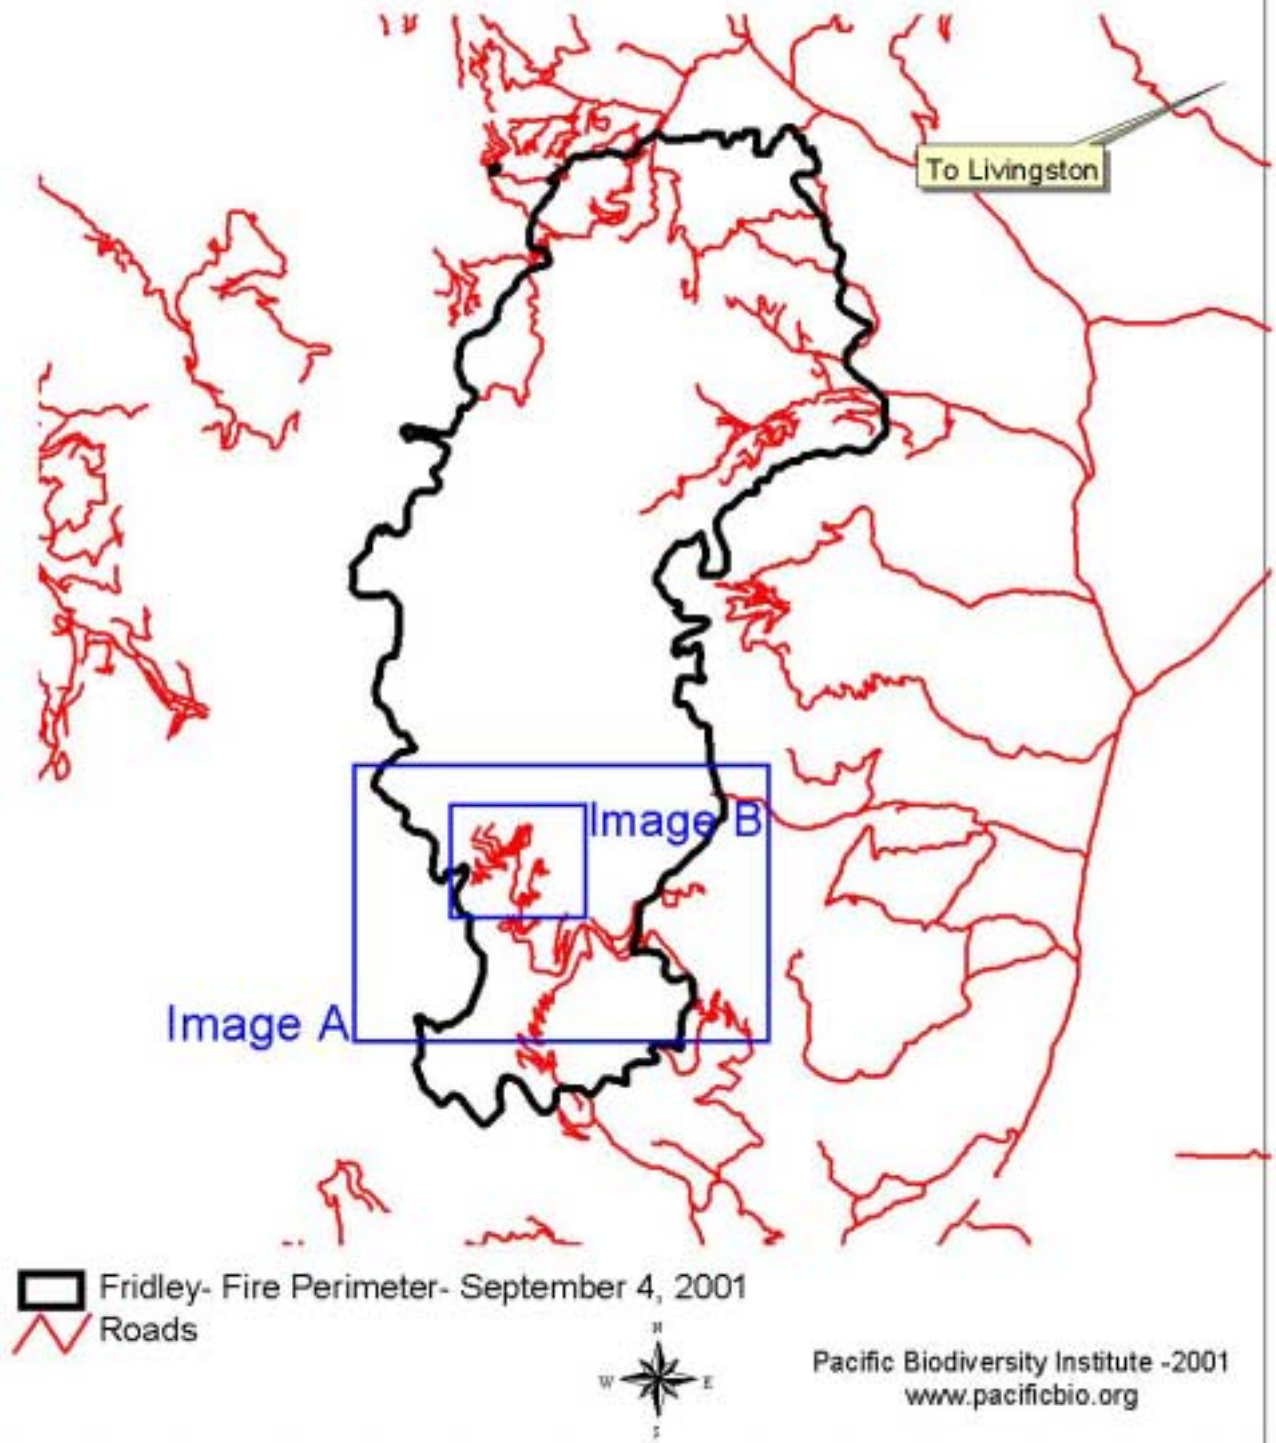 To Livingston
Image B
Image A
Fridley- Fire Perimeter- September 4, 2001
Roads
N
W E
S
Pacific Biodiversity Institute -2001
www.pacificbio.org